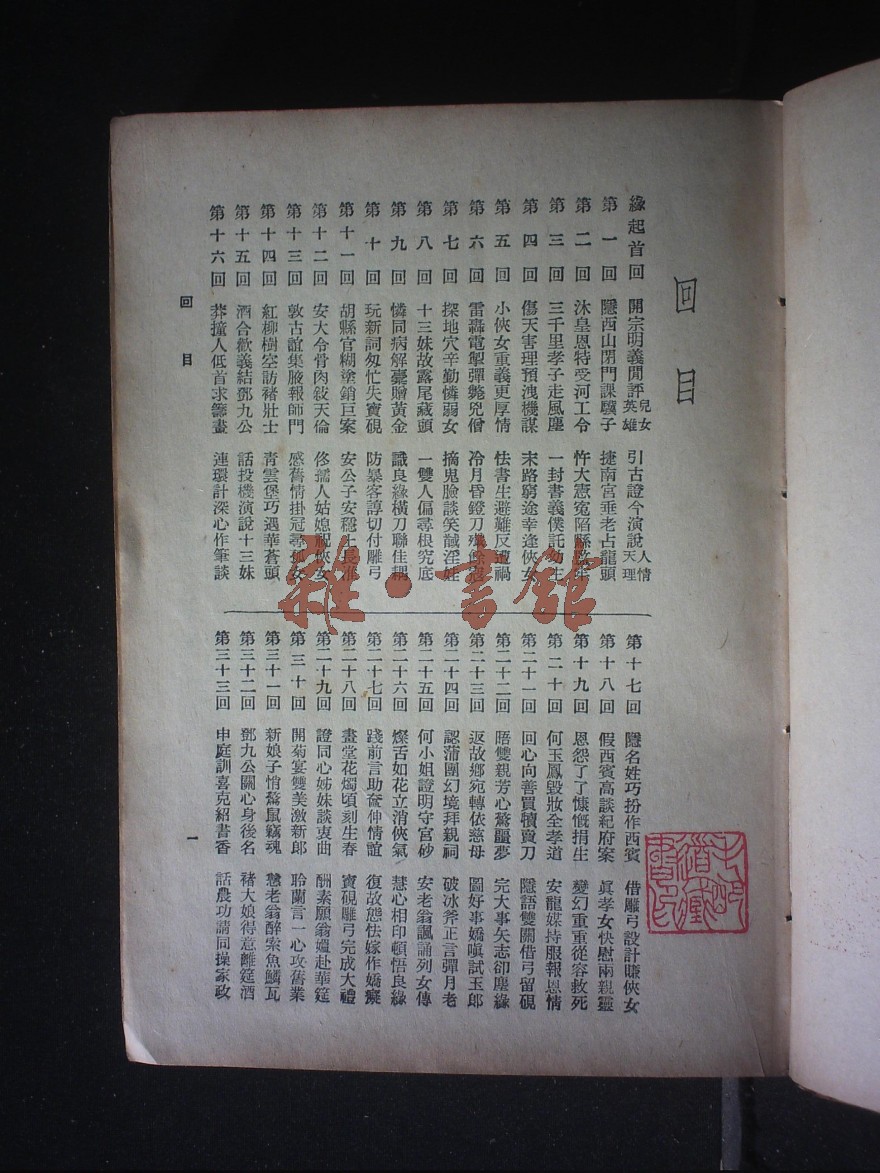 回目
緣起首回 開宗明義閒評兒女英雄 引古證今演說人情天理
第一回 隱西山閉門課驥子 捷南宮垂老占龍頭
第二回 沐皇恩特受河工令 忤大憲冤陷縣監牢
第三回 三千里孝子走風塵 一封書義僕託幼主
第四回 傷天害理預洩機謀 末路窮途幸逢俠女
第五回 小俠女重義更厚情 怯書生避難反遭禍
第六回 雷轟電掣彈斃兇僧 冷月昏鐙刀殲餘寇
第七回 探地穴辛勤憐弱女 摘鬼臉談笑馘淫娃
第八回 十三妹故露尾藏頭 一雙人偏尋根究底
第九回 憐同病解橐贈黃金 識良緣橫刀聯佳耦
第十回 玩新詞匆忙失寶硯 防暴客諄切付雕弓
第十一回 胡縣官糊塗銷巨案 安公子安穩上長淮
第十二回 安大令骨肉敍天倫 佟孺人姑媳祝俠女
第十三回 敦古誼集腋報師門 感舊情掛冠尋孤女
第十四回 紅柳樹空訪褚壯士 青雲堡巧遇華蒼頭
第十五回 酒合歡義結鄧九公 話投機演說十三妹
第十六回 莽撞人低首求籌畫 連環計深心作筆談
第十七回 隱名姓巧扮作西賓 借雕弓設計賺俠女
第十八回 假西賓高談紀府案 眞孝女快慰兩親靈
第十九回 恩怨了了慷慨捐生 變幻重重從容救死
第二十回 何玉鳳毀妝全孝道 安龍媒持服報恩情
第二十一回 回心向善買犢賣刀 隱語雙關借弓留硯
第二十二回 晤雙親芳心驚噩夢 完大事矢志卻塵緣
第二十三回 返故鄉宛轉依慈母 圖好事嬌嗔試玉郎
第二十四回 認蒲團幻境拜親祠 破冰斧正言彈月老
第二十五回 何小姐證明守宮砂 安老翁諷誦列女傳
第二十六回 燦舌如花立消俠氣 慧心相印頓悟良緣
第二十七回 踐前言助奩伸情誼 復故態怯嫁作嬌癡
第二十八回 畫堂花燭頃刻生春 寶硯雕弓完成大禮
第二十九回 證同心姊妹談衷曲 酬素願翁媼赴華筵
第三十回 開菊宴雙美激新郎 聆蘭言一心攻舊業
第三十一回 新娘子悄驚鼠竊魂 戇老翁醉索魚鱗瓦
第三十二回 鄧九公關心身後名 褚大娘得意離筵酒
第三十三回 申庭訓喜克紹書香 話農功請同操家政
回目
一
雜·書館